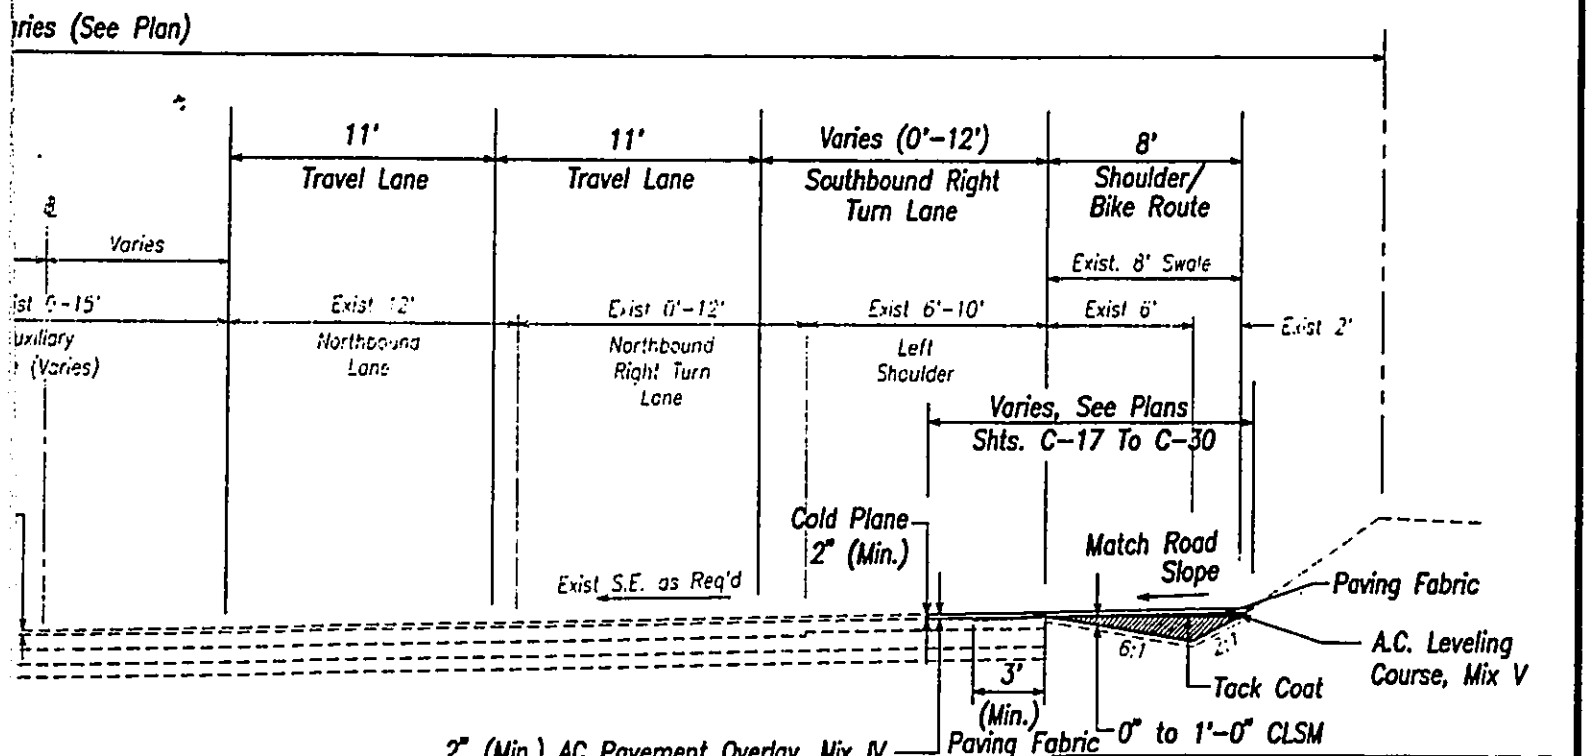 (See Plan)
11'
11'
Varies (0'-12')
8'
Travel Lane
Travel Lane
Southbound Right
Turn Lane
Shoulder/
Bike Route
Varies
Exist. 8' Swale
Exist 12'
Exist 0'-12'
Exist 6'-10'
Exist 6'
Exist 2'
(Varies)
Northbound
Lane
Northbound
Right Turn
Lane
Left
Shoulder
Varies, See Plans
Shts. C-17 To C-30
Cold Plane
2" (Min.)
Match Road
Slope
Exist S.E. as Req'd
Paving Fabric
6:1
2:1
A.C. Leveling
Course, Mix V
3'
(Min.)
Tack Coat
0" to 1'-0" CLSM
2" (Min.) AC Pavement Overlay, Mix IV
Paving Fabric